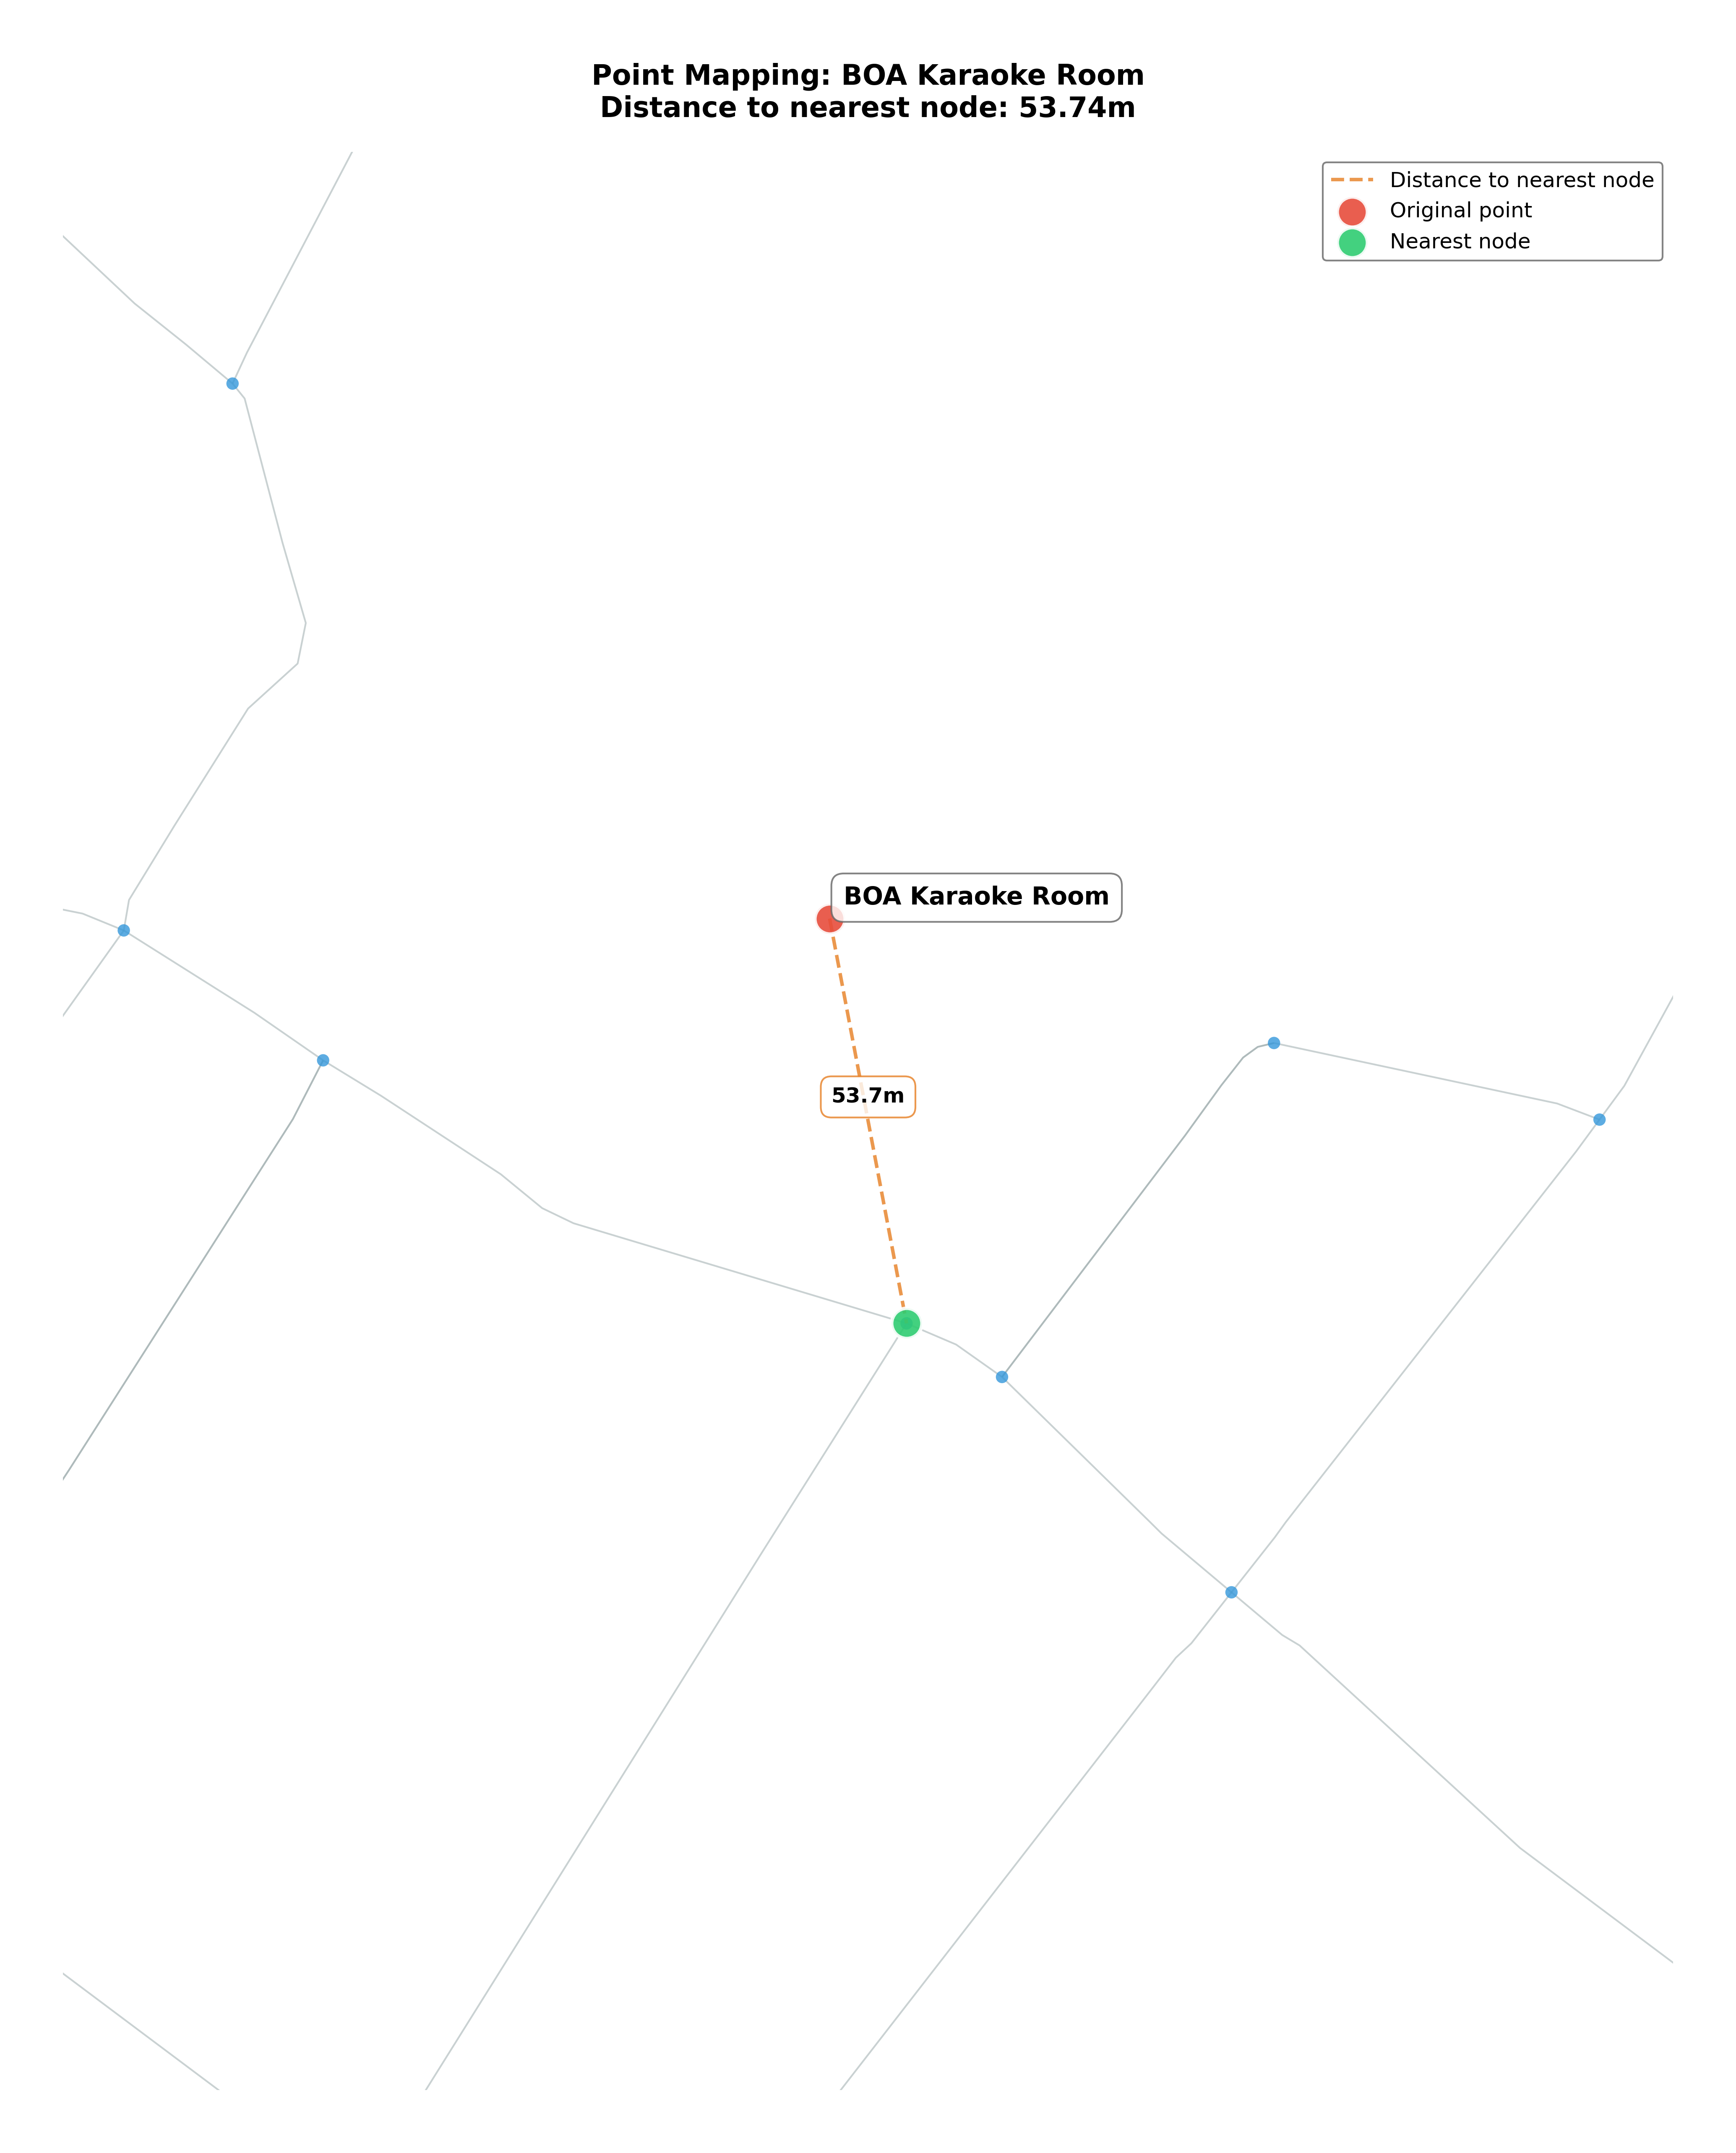 Point Mapping: BOA Karaoke Room
Distance to nearest node: 53.74m
Distance to nearest node
Original point
Nearest node
BOA Karaoke Room
53.7m